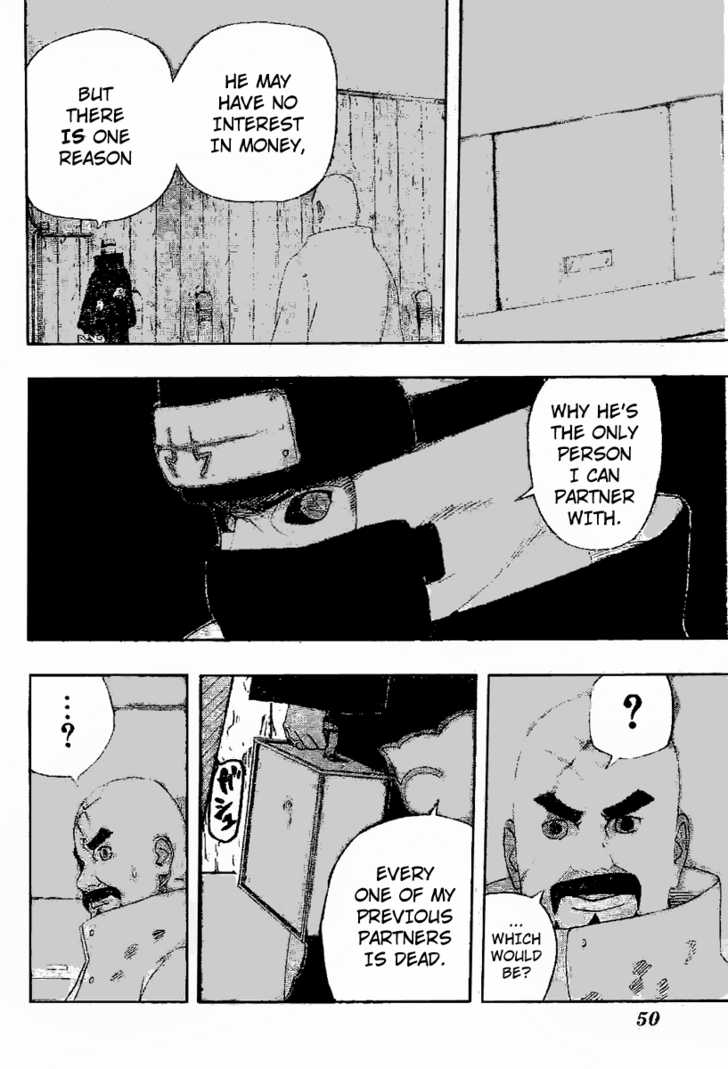 HE MAY
HAVE NO
INTEREST
IN MONEY,
BUT
THERE
IS ONE
REASON
WHY HE'S
THE ONLY
PERSON
I CAN
PARTNER
WITH.
?
...
WHICH
WOULD
BE?
EVERY
ONE OF MY
PREVIOUS
PARTNERS
IS DEAD.
...
?
50